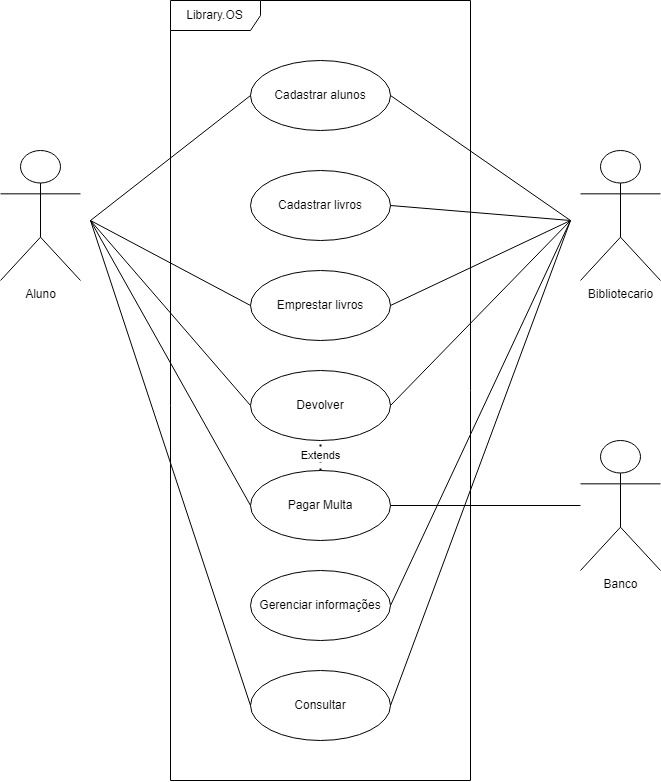 Library.OS
Cadastrar alunos
Cadastrar livros
Aluno
Bibliotecario
Emprestar livros
Devolver
Extends
Pagar Multa
Banco
Gerenciar informações
Consultar